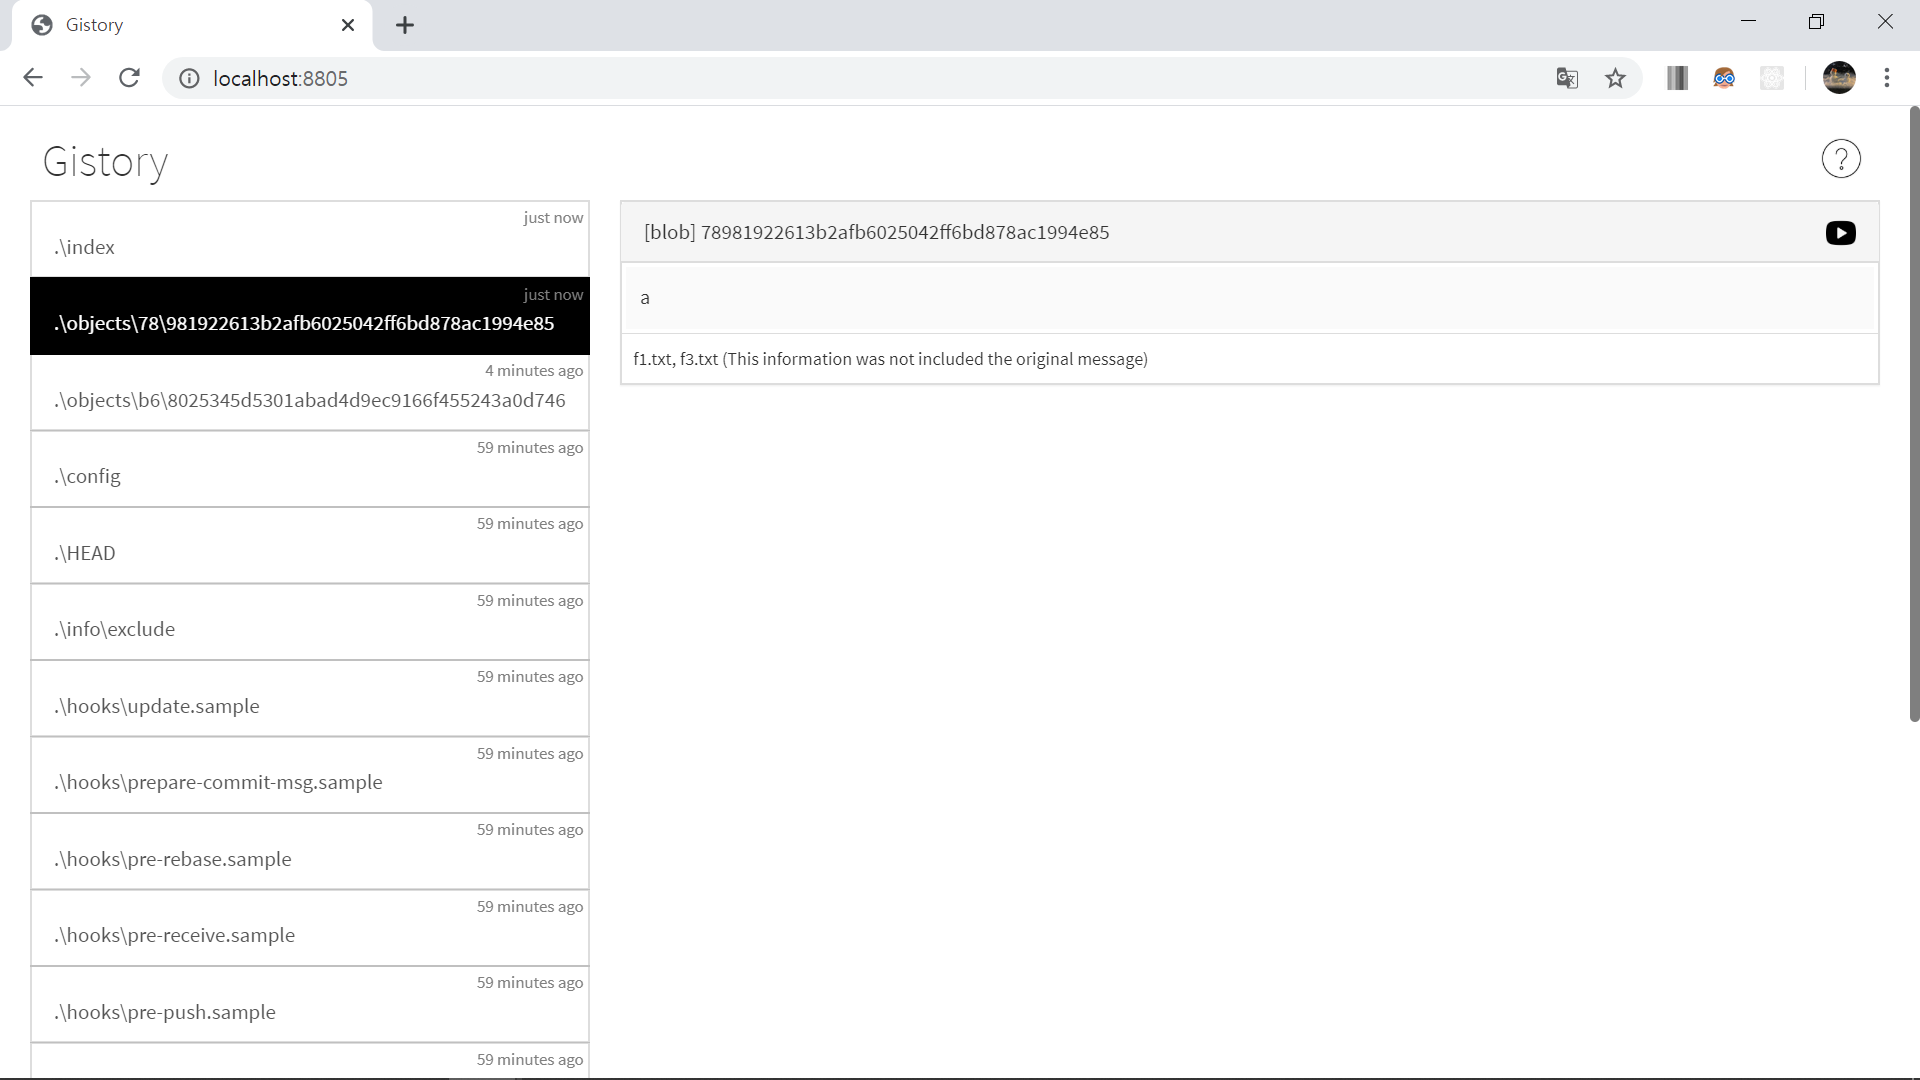 Gistory
localhost:8805
Gistory
?
just now
.\index
just now
.\objects\78\981922613b2afb6025042ff6bd878ac1994e85
4 minutes ago
.\objects\b6\8025345d5301abad4d9ec9166f455243a0d746
59 minutes ago
.\config
59 minutes ago
.\HEAD
59 minutes ago
.\info\exclude
59 minutes ago
.\hooks\update.sample
59 minutes ago
.\hooks\prepare-commit-msg.sample
59 minutes ago
.\hooks\pre-rebase.sample
59 minutes ago
.\hooks\pre-receive.sample
59 minutes ago
.\hooks\pre-push.sample
59 minutes ago
[blob] 78981922613b2afb6025042ff6bd878ac1994e85
a
f1.txt, f3.txt (This information was not included the original message)